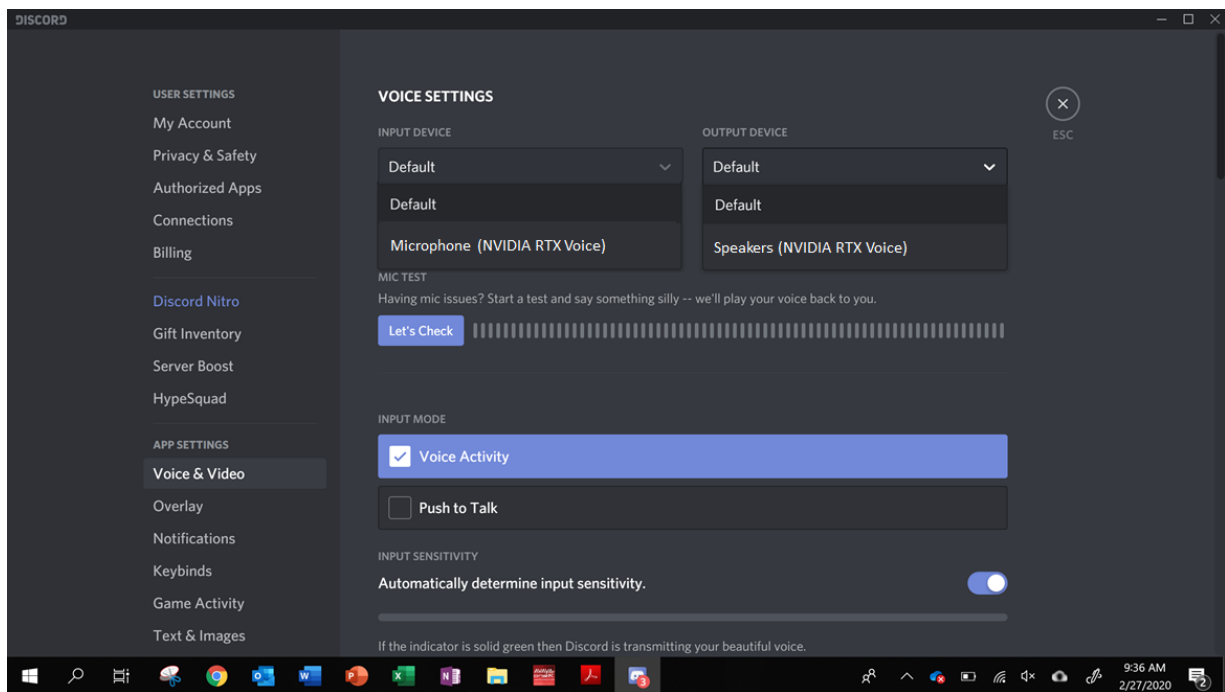 DISCORD
USER SETTINGS
My Account
Privacy & Safety
Authorized Apps
Connections
Billing
Discord Nitro
Gift Inventory
Server Boost
HypeSquad
APP SETTINGS
Voice & Video
Overlay
Notifications
Keybinds
Game Activity
Text & Images
VOICE SETTINGS
INPUT DEVICE
Default
Default
Microphone (NVIDIA RTX Voice)
OUTPUT DEVICE
Default
Default
Speakers (NVIDIA RTX Voice)
ESC
MIC TEST
Having mic issues? Start a test and say something silly -- we'll play your voice back to you.
Let's Check
INPUT MODE
Voice Activity
Push to Talk
INPUT SENSITIVITY
Automatically determine input sensitivity.
If the indicator is solid green then Discord is transmitting your beautiful voice.
3
9:36 AM
2/27/2020
2